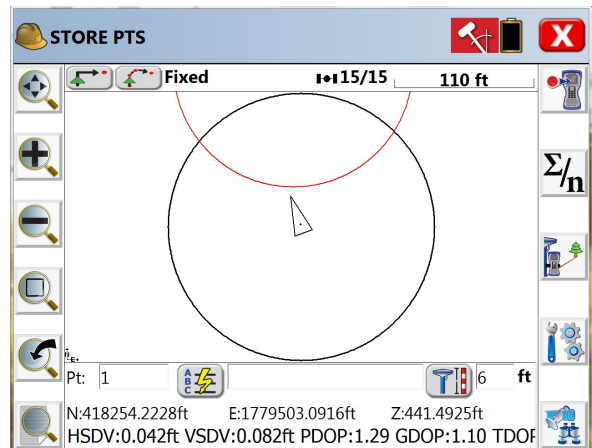 STORE PTS
Fixed 15/15 110 ft
Σ/n
n
E
Pt: 1 A B C 6 ft
N:418254.2228ft E:1779503.0916ft Z:441.4925ft
HSDV:0.042ft VSDV:0.082ft PDOP:1.29 GDOP:1.10 TDOP